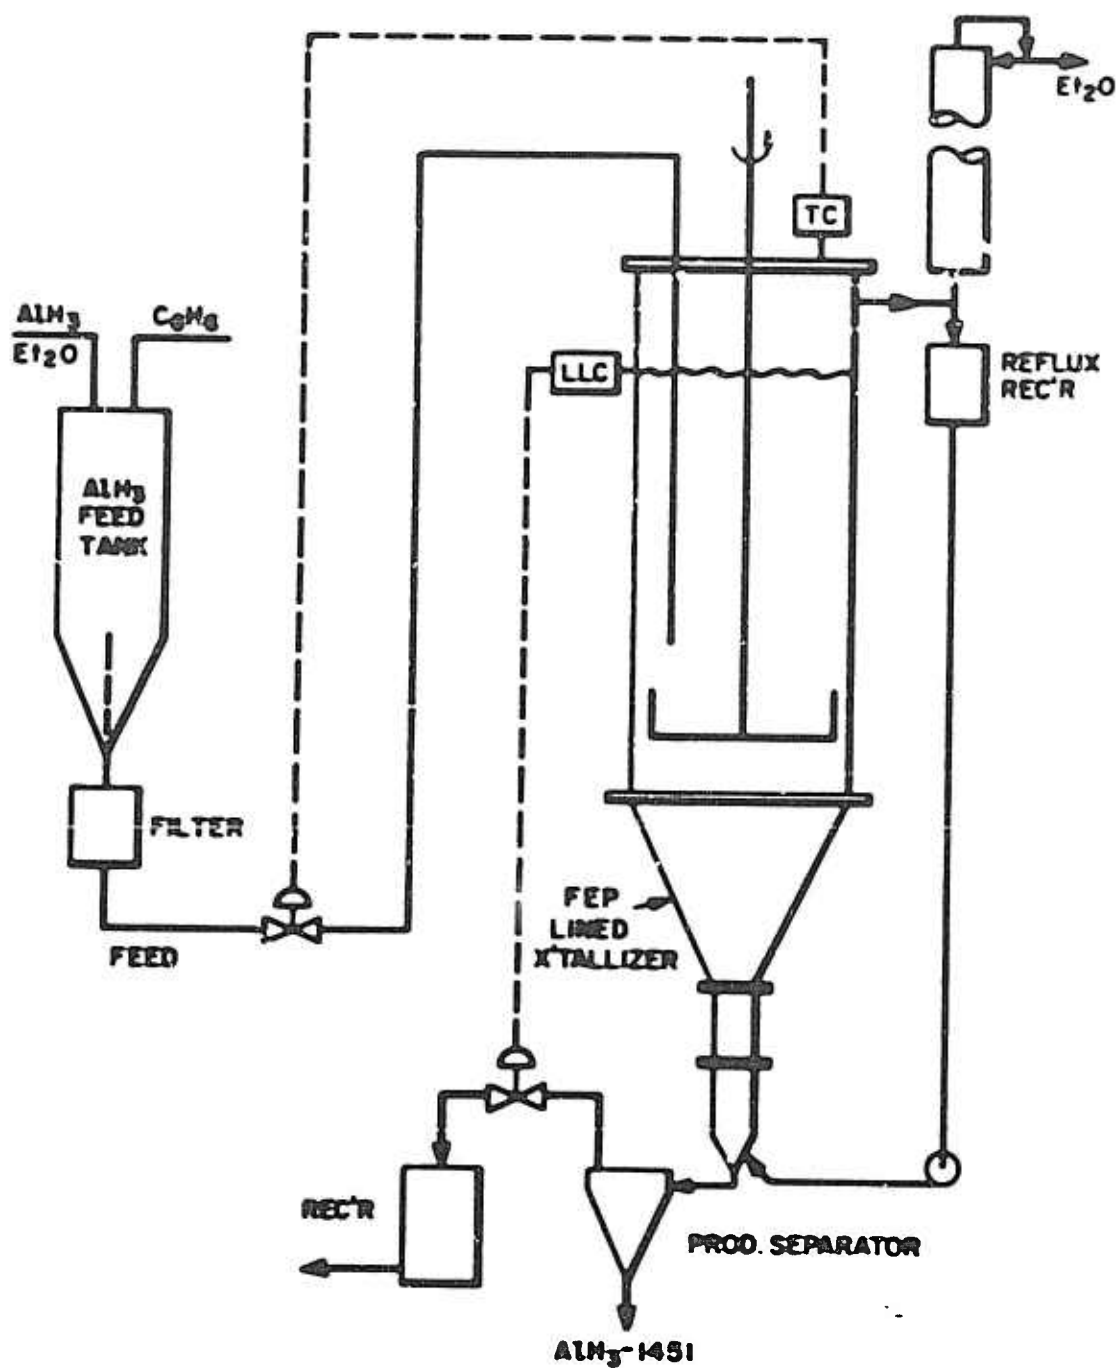 Et₂O
TC
AlH₃
Et₂O
C₆H₆
LLC
REFLUX
REC'R
AlH₃
FEED
TANK
FILTER
FEED
FEP
LINED
X'TALLIZER
REC'R
PROD. SEPARATOR
AlH₃-1451